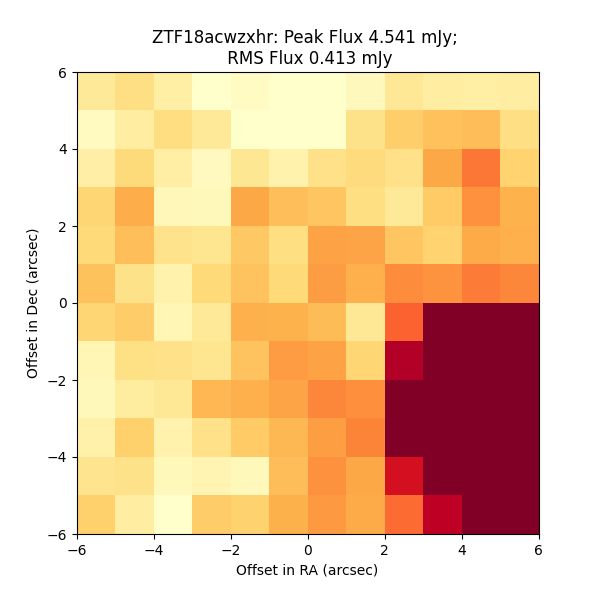 ZTF18acwzxhr: Peak Flux 4.541 mJy;
RMS Flux 0.413 mJy
6
4
2
0
−2
−4
−6
Offset in Dec (arcsec)
−6 −4 −2 0 2 4 6
Offset in RA (arcsec)